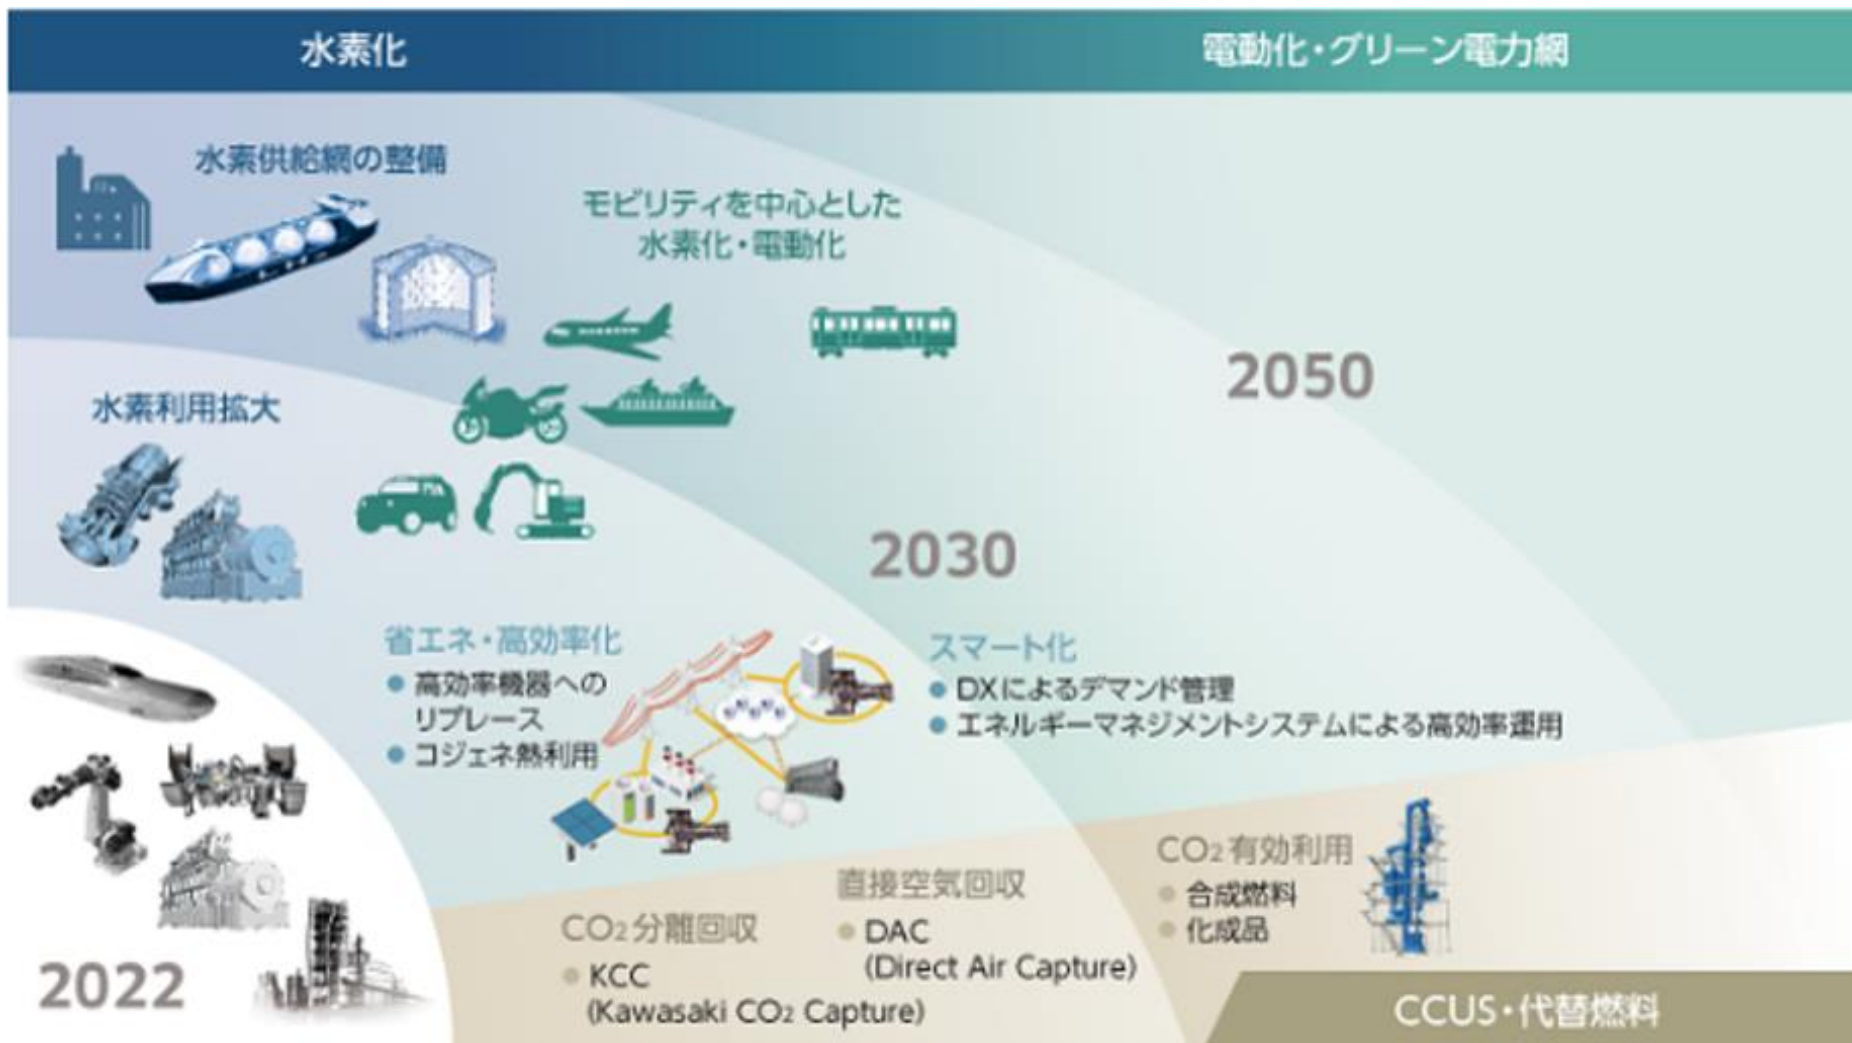 水素化
電動化・グリーン電力網
水素供給網の整備
モビリティを中心とした
水素化・電動化
2050
水素利用拡大
2030
省エネ・高効率化
● 高効率機器への
リプレース
● コジェネ熱利用
スマート化
● DXによるデマンド管理
● エネルギーマネジメントシステムによる高効率運用
2022
CO2分離回収
● KCC
(Kawasaki CO2 Capture)
直接空気回収
● DAC
(Direct Air Capture)
CO2有効利用
● 合成燃料
● 化成品
CCUS・代替燃料